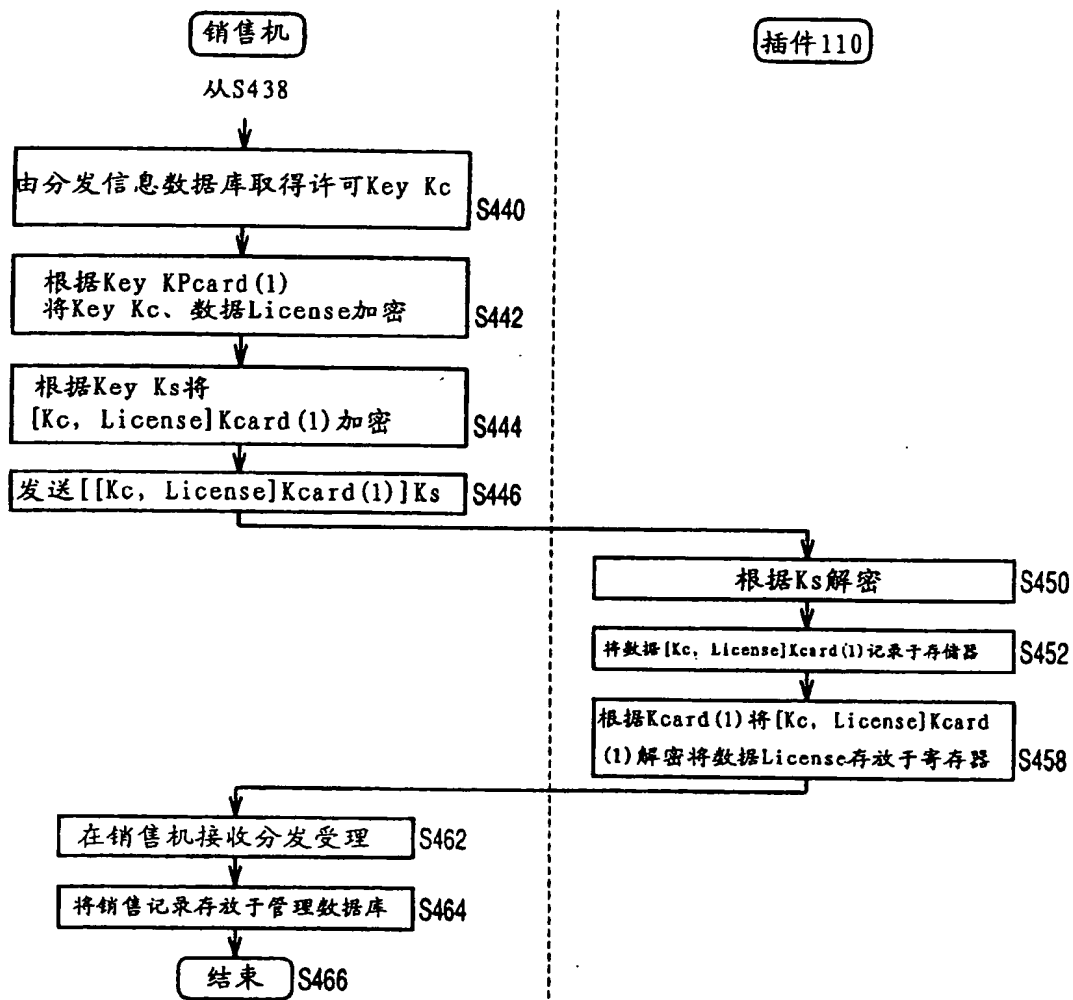 销售机
插件110
从S438
由分发信息数据库取得许可Key Kc
S440
根据Key KPcard(1)
将Key Kc、数据License加密
S442
根据Key Ks将
[Kc, License]Kcard(1)加密
S444
发送[[Kc, License]Kcard(1)]Ks
S446
根据Ks解密
S450
将数据[Kc, License]Kcard(1)记录于存储器
S452
根据Kcard(1)将[Kc, License]Kcard
(1)解密将数据License存放于寄存器
S458
在销售机接收分发受理
S462
将销售记录存放于管理数据库
S464
结束
S466